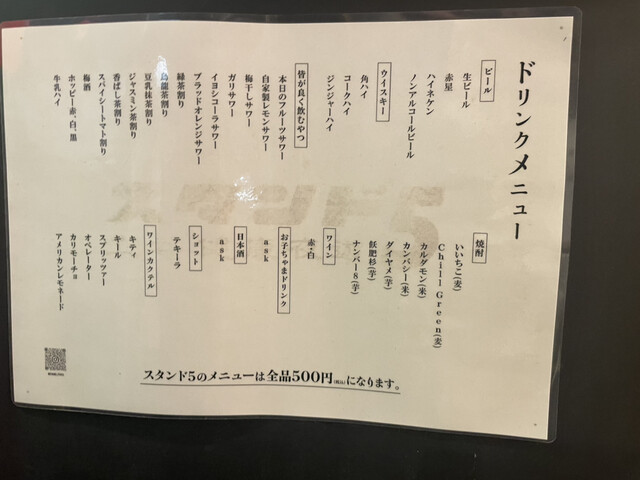 ドリンクメニュー
ビール
生ビール
赤星
ハイネケン
ノンアルコールビール
ウイスキー
角ハイ
コークハイ
ジンジャーハイ
皆が良く飲むやつ
本日のフルーツサワー
自家製レモンサワー
梅干しサワー
ガリサワー
イヨシコーラサワー
ブラッドオレンジサワー
緑茶割り
烏龍茶割り
豆乳抹茶割り
ジャスミン茶割り
香ばし茶割り
スパイシートマト割り
梅酒
ホッピー赤、白、黒
牛乳ハイ
焼酎
いいちこ(麦)
Chill Green(麦)
カルダモン(米)
カンバシー(米)
ダイヤメ(芋)
飫肥杉(芋)
ナンバー8(芋)
ワイン
赤・白
お子ちゃまドリンク
ask
日本酒
ask
ショット
テキーラ
ワインカクテル
キティ
キール
スプリッツァー
オペレーター
カリモーチョ
アメリカンレモネード
スタンド5のメニューは全品500円(税込)になります。
スタンド5